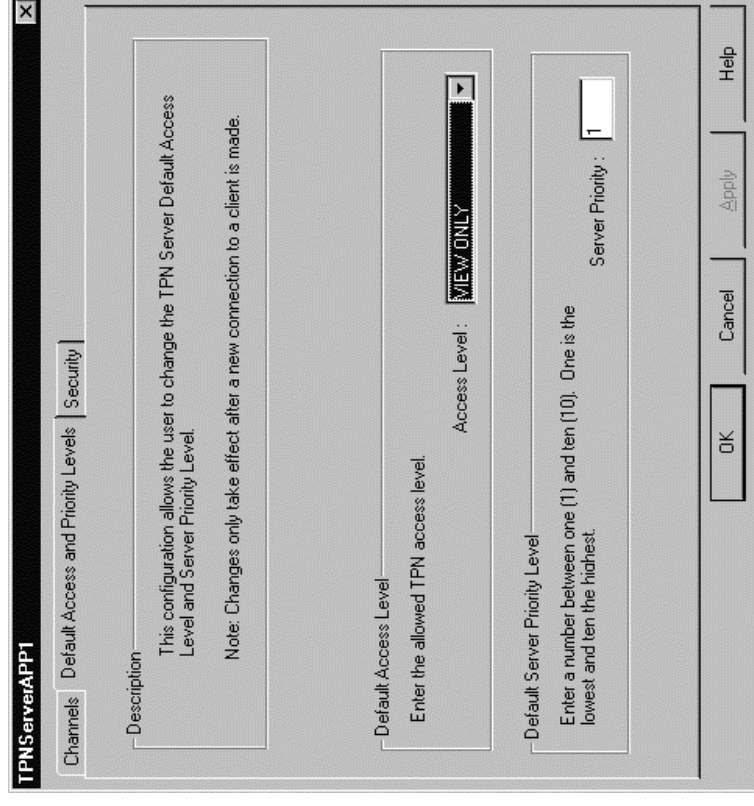 TPNServerAPP1
Channels
Default Access and Priority Levels
Security
Description
This configuration allows the user to change the TPN Server Default Access
Level and Server Priority Level.
Note: Changes only take effect after a new connection to a client is made.
Default Access Level
Enter the allowed TPN access level.
Access Level :
VIEW ONLY
Default Server Priority Level
Enter a number between one (1) and ten (10). One is the
lowest and ten the highest.
Server Priority :
1
OK
Cancel
Apply
Help